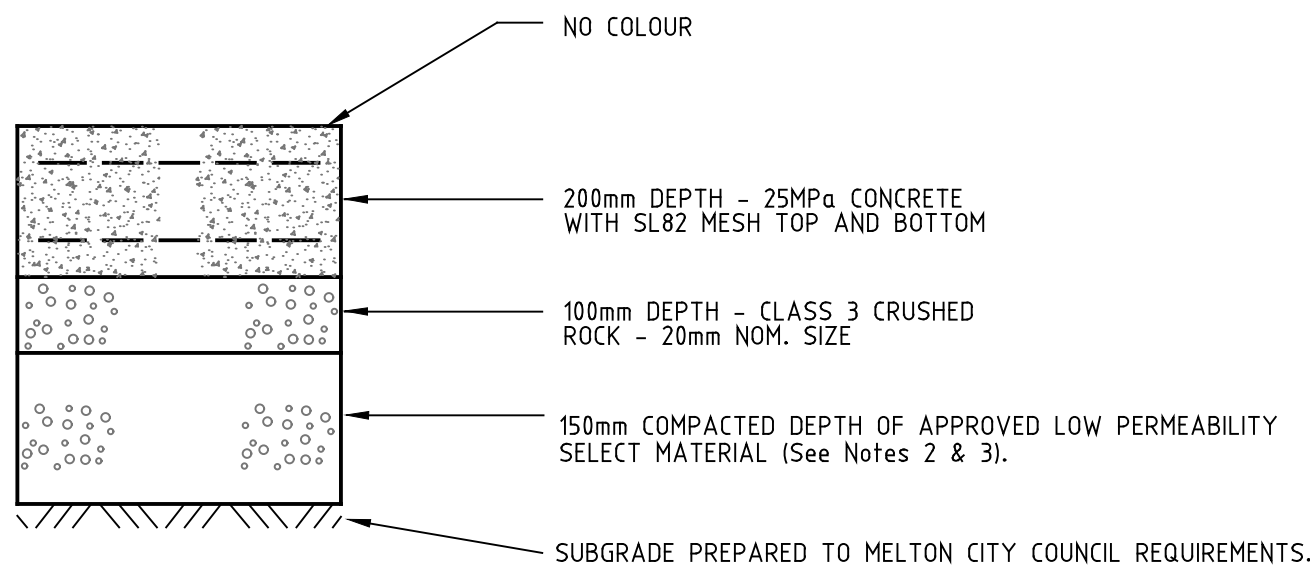 NO COLOUR
200mm DEPTH - 25MPa CONCRETE
WITH SL82 MESH TOP AND BOTTOM
100mm DEPTH - CLASS 3 CRUSHED
ROCK - 20mm NOM. SIZE
150mm COMPACTED DEPTH OF APPROVED LOW PERMEABILITY
SELECT MATERIAL (See Notes 2 & 3).
SUBGRADE PREPARED TO MELTON CITY COUNCIL REQUIREMENTS.